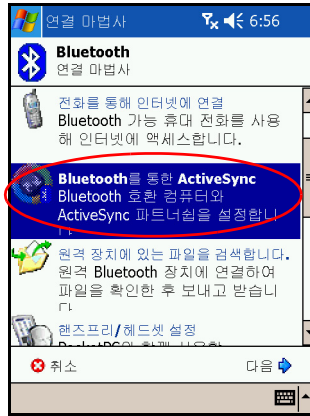 연결 마법사 6:56
Bluetooth
연결 마법사
전화를 통해 인터넷에 연결
Bluetooth 가능 휴대 전화를 사용
해 인터넷에 액세스합니다.
Bluetooth를 통한 ActiveSync
Bluetooth 호환 컴퓨터와
ActiveSync 파트너쉽을 설정합니
원격 장치에 있는 파일을 검색합니다.
원격 Bluetooth 장치에 연결하여
파일을 확인한 후 보내고 받습니
핸즈프리/헤드셋 설정
취소 다음